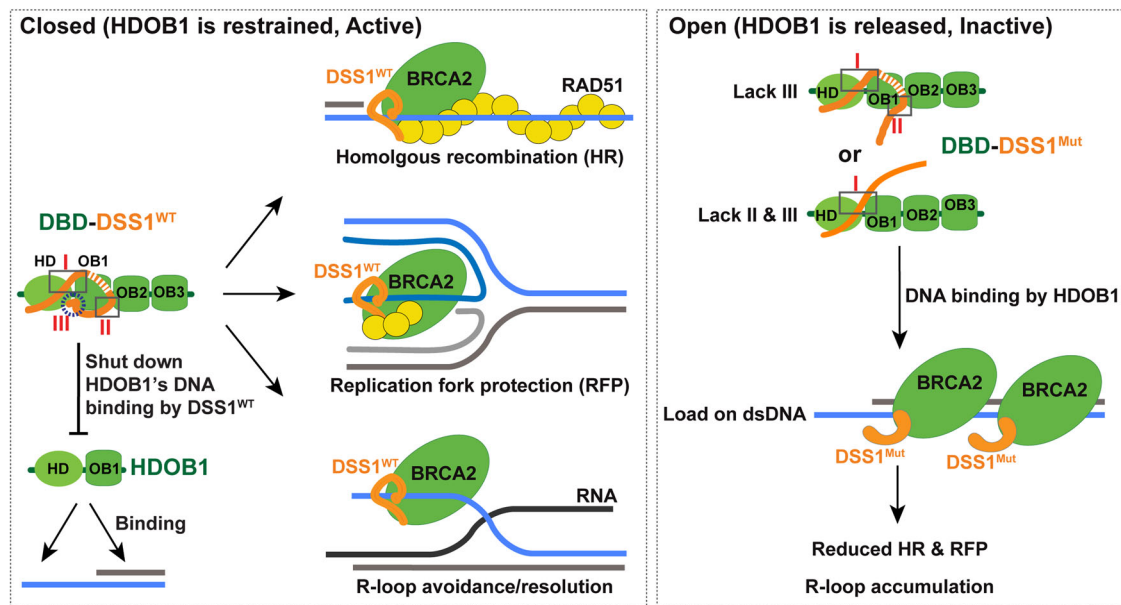 Closed (HDOB1 is restrained, Active)
DSS1WT
BRCA2
RAD51
Homolgous recombination (HR)
DBD-DSS1WT
HD
I
OB1
OB2
OB3
III
II
DSS1WT
BRCA2
Replication fork protection (RFP)
Shut down
HDOB1's DNA
binding by DSS1WT
HD
OB1
HDOB1
Binding
DSS1WT
BRCA2
RNA
R-loop avoidance/resolution
Open (HDOB1 is released, Inactive)
I
Lack III
HD
OB1
OB2
OB3
II
or
DBD-DSS1Mut
I
Lack II & III
HD
OB1
OB2
OB3
DNA binding by HDOB1
BRCA2
BRCA2
Load on dsDNA
DSS1Mut
DSS1Mut
Reduced HR & RFP
R-loop accumulation